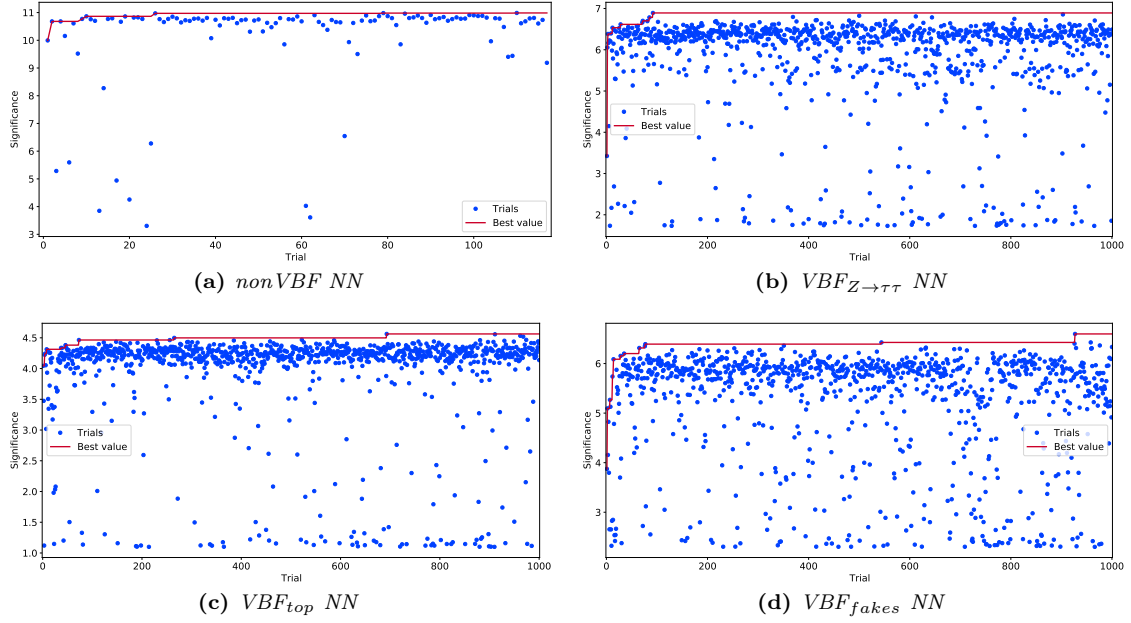 11
10
9
8
7
6
5
4
3
Significance
Trials
Best value
0
20
40
60
80
100
Trial
(a) nonVBF NN
7
6
5
4
3
2
Significance
Trials
Best value
0
200
400
600
800
1000
Trial
(b) VBF_{Z→ττ} NN
4.5
4.0
3.5
3.0
2.5
2.0
1.5
1.0
Significance
Trials
Best value
0
200
400
600
800
1000
Trial
(c) VBF_{top} NN
6
5
4
3
Significance
Trials
Best value
0
200
400
600
800
1000
Trial
(d) VBF_{fakes} NN